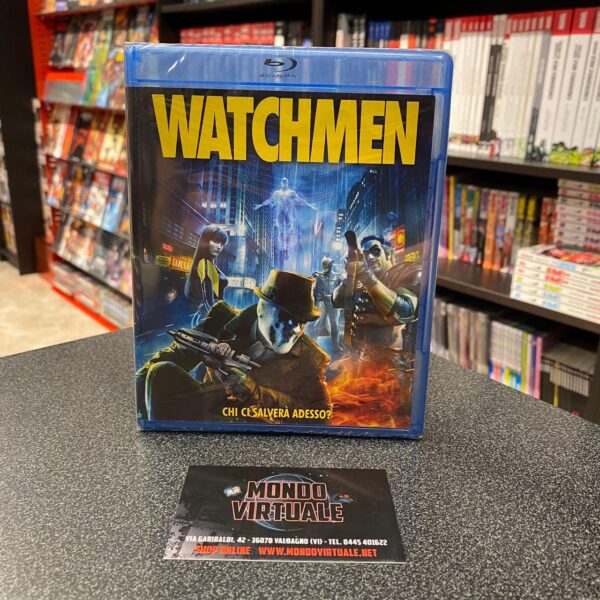 Blu-ray Disc
WATCHMEN
CHI CI SALVERÀ ADESSO?
MONDO
VIRTUALE
VIA GARIBALDI, 42 - 36078 VALDAGNO (VI) - TEL. 0445 401622
SHOP ONLINE WWW.MONDOVIRTUALE.NET